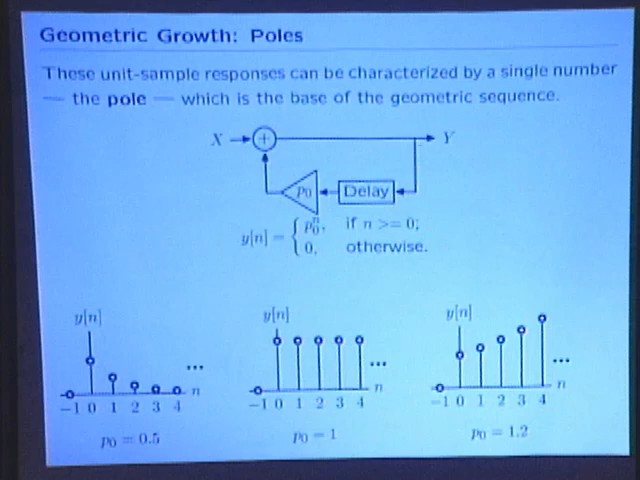 Geometric Growth: Poles
These unit-sample responses can be characterized by a single number
— the pole — which is the base of the geometric sequence.
X + Y
p₀ Delay
y[n] = { p₀ⁿ, if n >= 0;
0, otherwise.
y[n] y[n] y[n]
... ... ...
n n n
−1 0 1 2 3 4 −1 0 1 2 3 4 −1 0 1 2 3 4
p₀ = 0.5 p₀ = 1 p₀ = 1.2